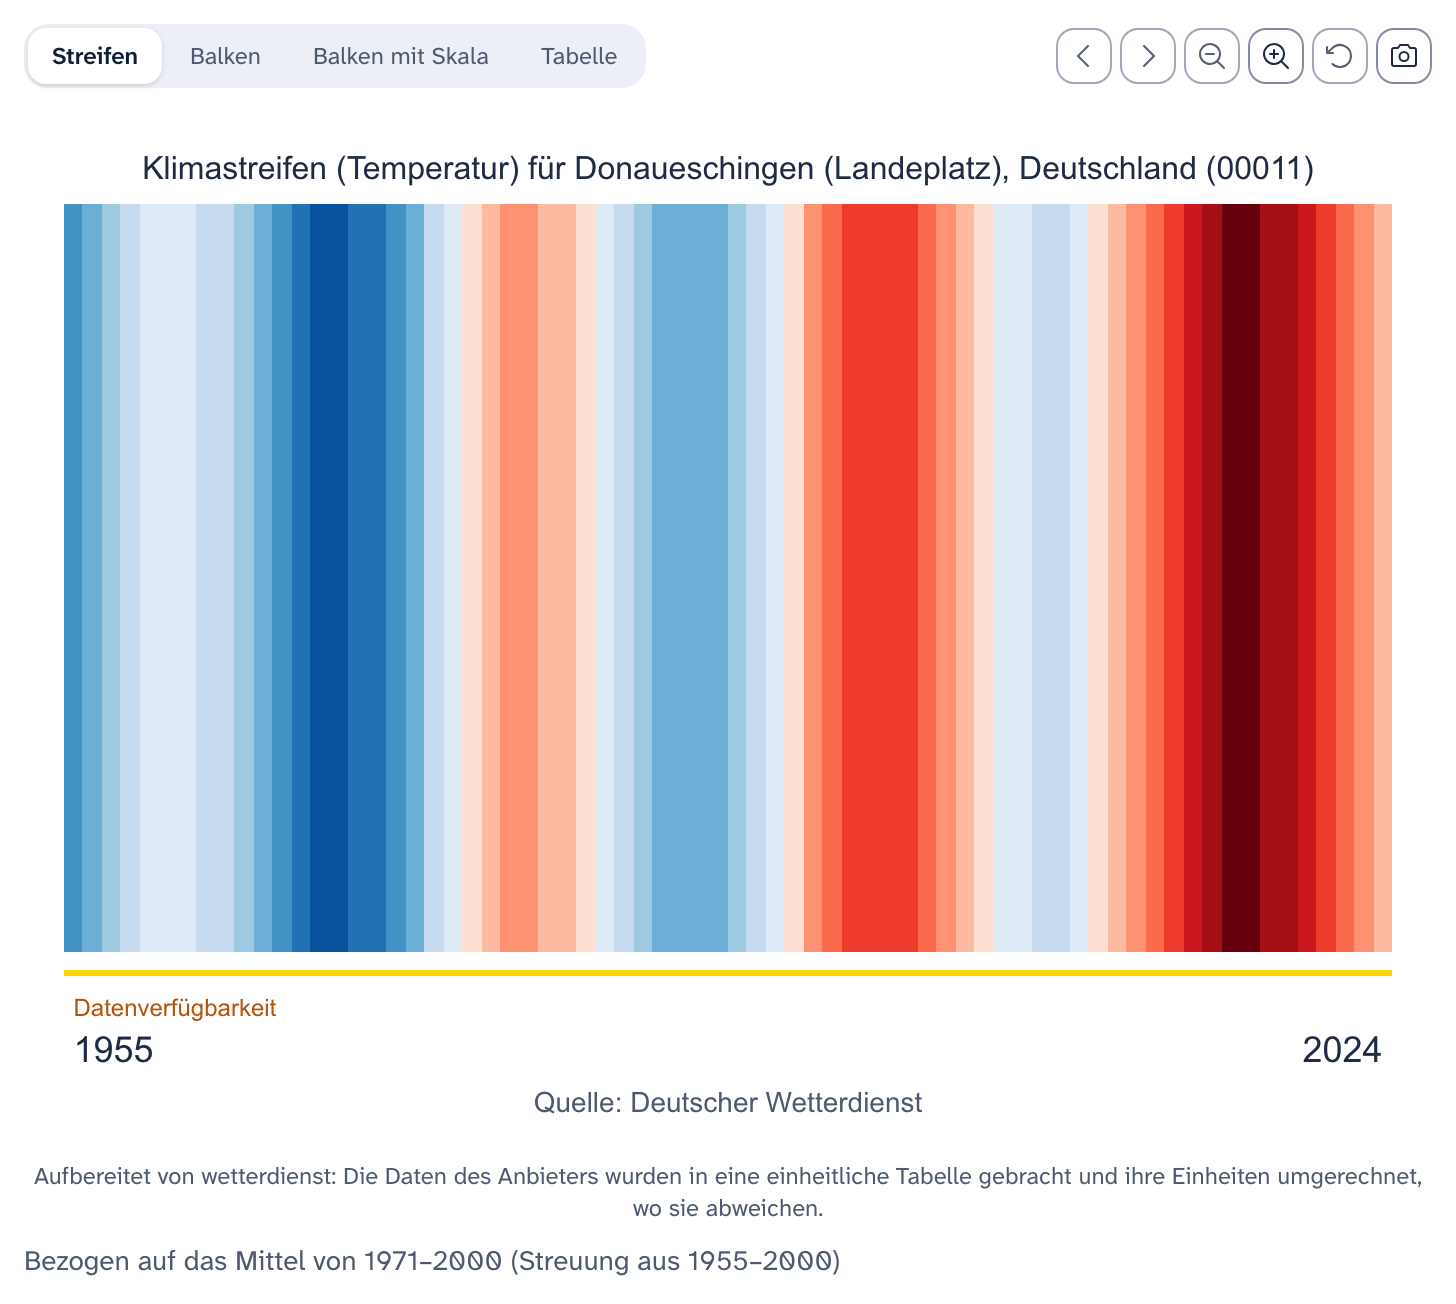 Streifen Balken Balken mit Skala Tabelle
Klimastreifen (Temperatur) für Donaueschingen (Landeplatz), Deutschland (00011)
Datenverfügbarkeit
1955 2024
Quelle: Deutscher Wetterdienst
Aufbereitet von wetterdienst: Die Daten des Anbieters wurden in eine einheitliche Tabelle gebracht und ihre Einheiten umgerechnet,
wo sie abweichen.
Bezogen auf das Mittel von 1971–2000 (Streuung aus 1955–2000)